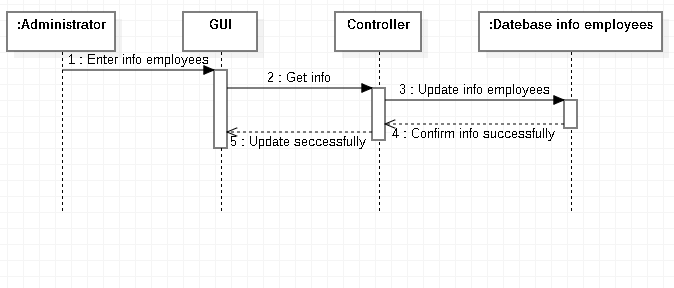 :Administrator
GUI
Controller
:Datebase info employees
1 : Enter info employees
2 : Get info
3 : Update info employees
4 : Confirm info successfully
5 : Update seccessfully